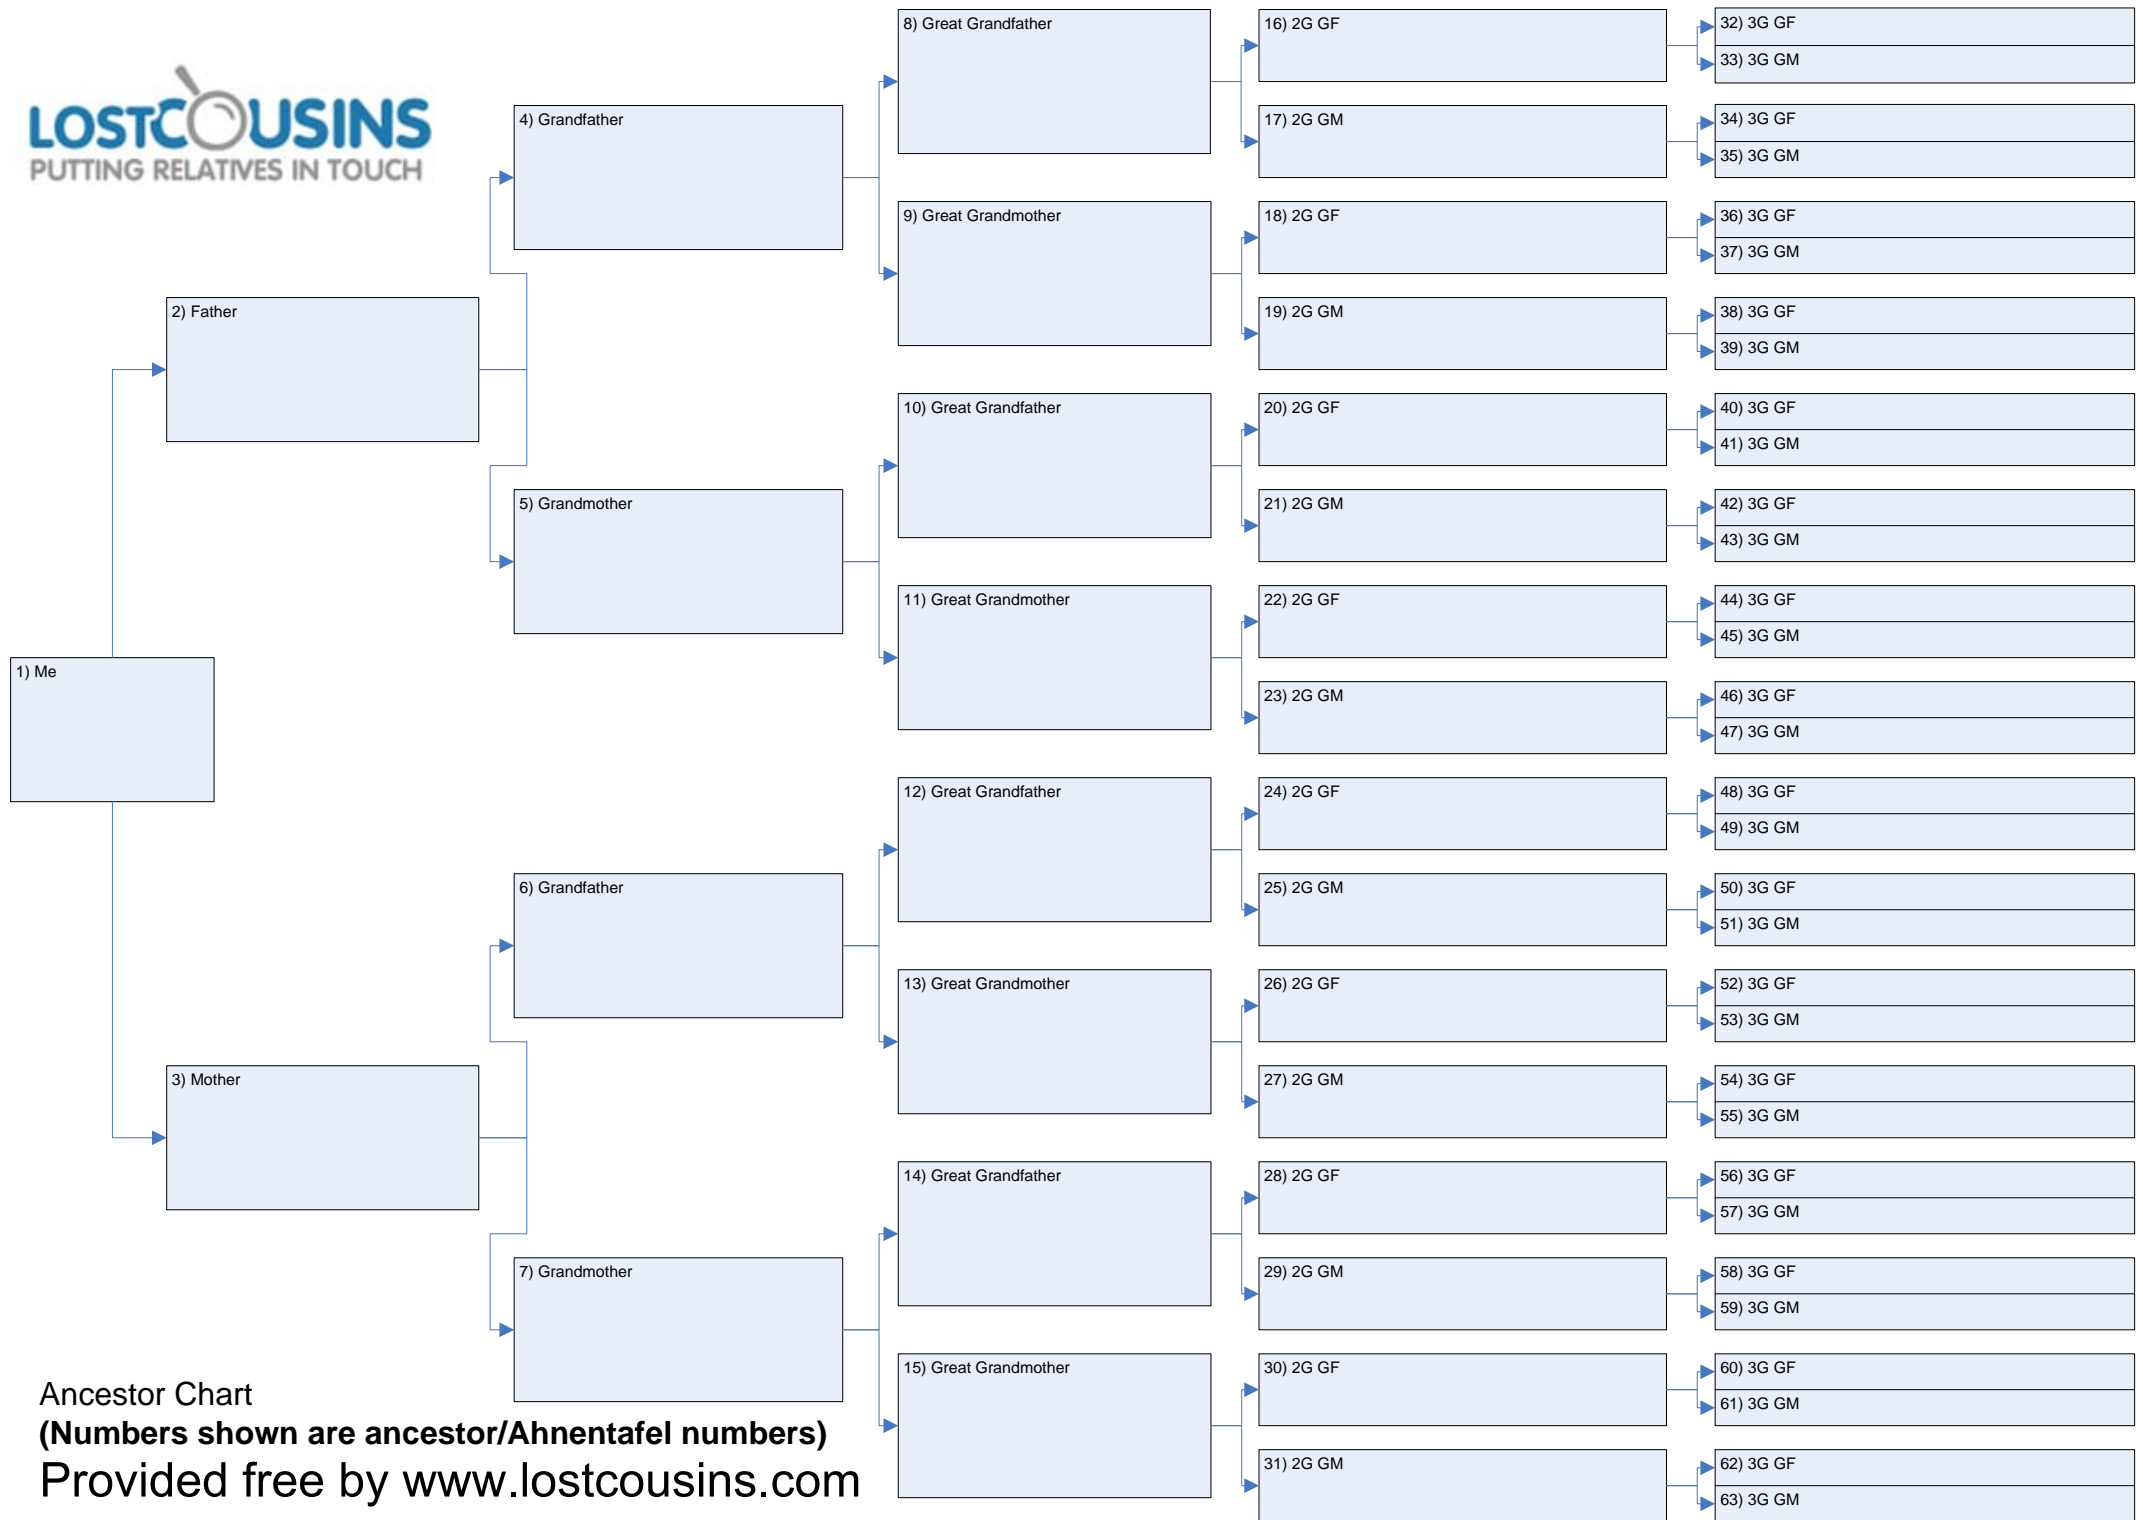 LOSTCOUSINS
PUTTING RELATIVES IN TOUCH
1) Me
2) Father
3) Mother
4) Grandfather
5) Grandmother
6) Grandfather
7) Grandmother
8) Great Grandfather
9) Great Grandmother
10) Great Grandfather
11) Great Grandmother
12) Great Grandfather
13) Great Grandmother
14) Great Grandfather
15) Great Grandmother
16) 2G GF
17) 2G GM
18) 2G GF
19) 2G GM
20) 2G GF
21) 2G GM
22) 2G GF
23) 2G GM
24) 2G GF
25) 2G GM
26) 2G GF
27) 2G GM
28) 2G GF
29) 2G GM
30) 2G GF
31) 2G GM
32) 3G GF
33) 3G GM
34) 3G GF
35) 3G GM
36) 3G GF
37) 3G GM
38) 3G GF
39) 3G GM
40) 3G GF
41) 3G GM
42) 3G GF
43) 3G GM
44) 3G GF
45) 3G GM
46) 3G GF
47) 3G GM
48) 3G GF
49) 3G GM
50) 3G GF
51) 3G GM
52) 3G GF
53) 3G GM
54) 3G GF
55) 3G GM
56) 3G GF
57) 3G GM
58) 3G GF
59) 3G GM
60) 3G GF
61) 3G GM
62) 3G GF
63) 3G GM
Ancestor Chart
(Numbers shown are ancestor/Ahnentafel numbers)
Provided free by www.lostcousins.com